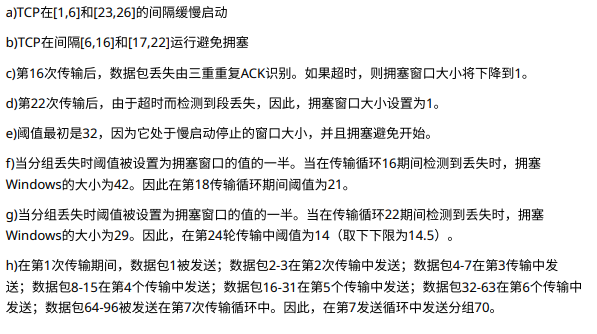 a)TCP在[1,6]和[23,26]的间隔缓慢启动
b)TCP在间隔[6,16]和[17,22]运行避免拥塞
c)第16次传输后，数据包丢失由三重重复ACK识别。如果超时，则拥塞窗口大小将下降到1。
d)第22次传输后，由于超时而检测到段丢失，因此，拥塞窗口大小设置为1。
e)阈值最初是32，因为它处于慢启动停止的窗口大小，并且拥塞避免开始。
f)当分组丢失时阈值被设置为拥塞窗口的值的一半。当在传输循环16期间检测到丢失时，拥塞
Windows的大小为42。因此在第18传输循环期间阈值为21。
g)当分组丢失时阈值被设置为拥塞窗口的值的一半。当在传输循环22期间检测到丢失时，拥塞
Windows的大小为29。因此，在第24轮传输中阈值为14（取下下限为14.5）。
h)在第1次传输期间，数据包1被发送；数据包2-3在第2次传输中发送；数据包4-7在第3传输中发
送；数据包8-15在第4个传输中发送；数据包16-31在第5个传输中发送；数据包32-63在第6个传输中
发送；数据包64-96被发送在第7次传输循环中。因此，在第7发送循环中发送分组70。